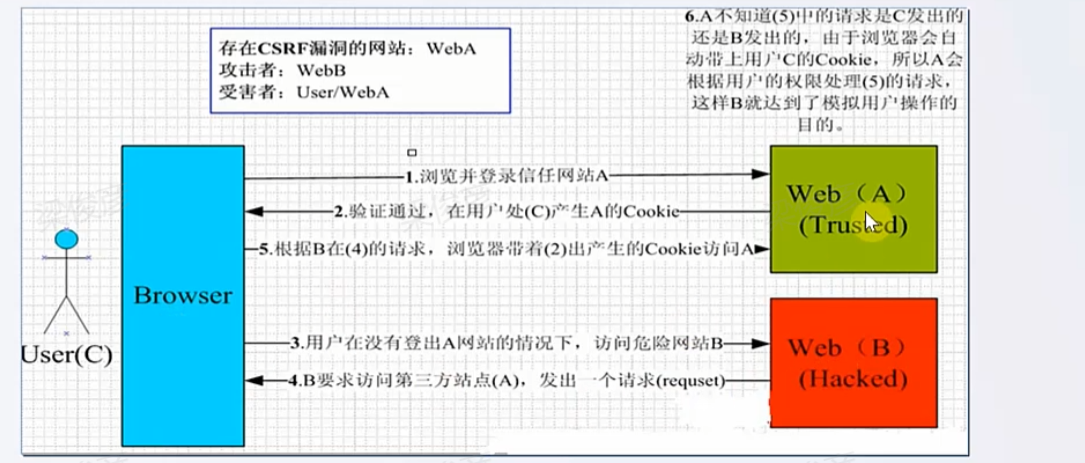 存在CSRF漏洞的网站：WebA
攻击者：WebB
受害者：User/WebA
6.A不知道(5)中的请求是C发出的
还是B发出的，由于浏览器会自
动带上用户C的Cookie，所以A会
根据用户的权限处理(5)的请求，
这样B就达到了模拟用户操作的
目的。
1.浏览并登录信任网站A
2.验证通过，在用户处(C)产生A的Cookie
5.根据B在(4)的请求，浏览器带着(2)出产生的Cookie访问A
3.用户在没有登出A网站的情况下，访问危险网站B
4.B要求访问第三方站点(A)，发出一个请求(requset)
User(C)
Browser
Web（A）
(Trusted)
Web（B）
(Hacked)